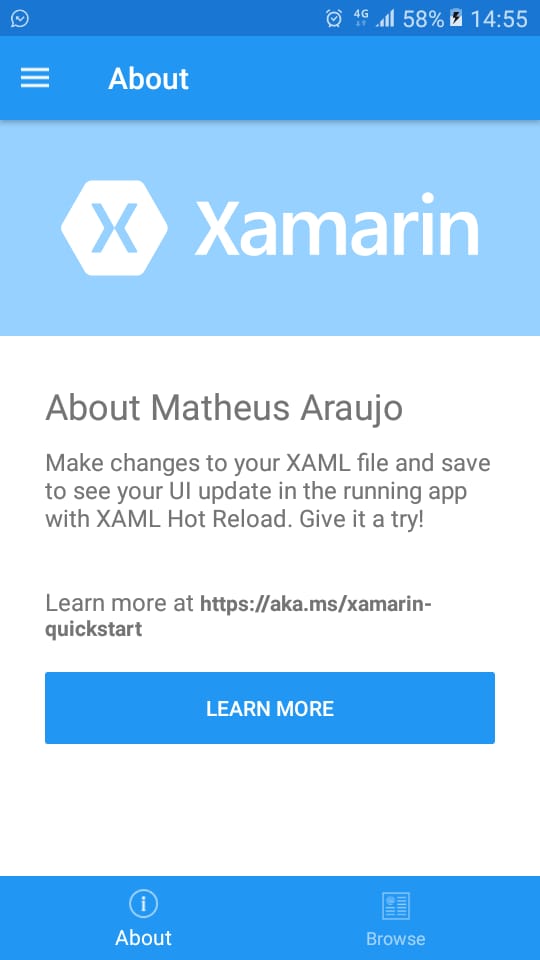 4G 58% 14:55
About
Xamarin
About Matheus Araujo
Make changes to your XAML file and save
to see your UI update in the running app
with XAML Hot Reload. Give it a try!
Learn more at https://aka.ms/xamarin-
quickstart
LEARN MORE
About Browse